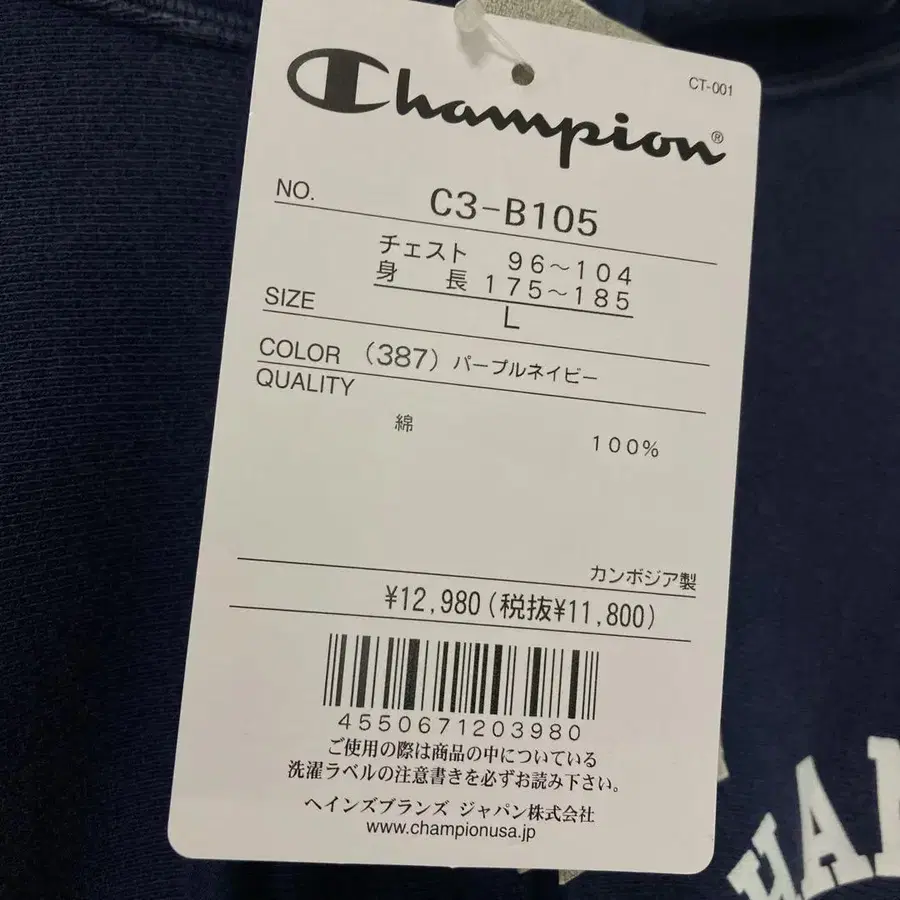 CT-001
Champion®
NO. C3-B105
チェスト 96～104
身 長 175～185
SIZE L
COLOR (387) パープルネイビー
QUALITY
綿 100%
カンボジア製
¥12,980(税抜¥11,800)
4550671203980
ご使用の際は商品の中についている
洗濯ラベルの注意書きを必ずお読み下さい。
ヘインズブランズ ジャパン株式会社
www.championusa.jp